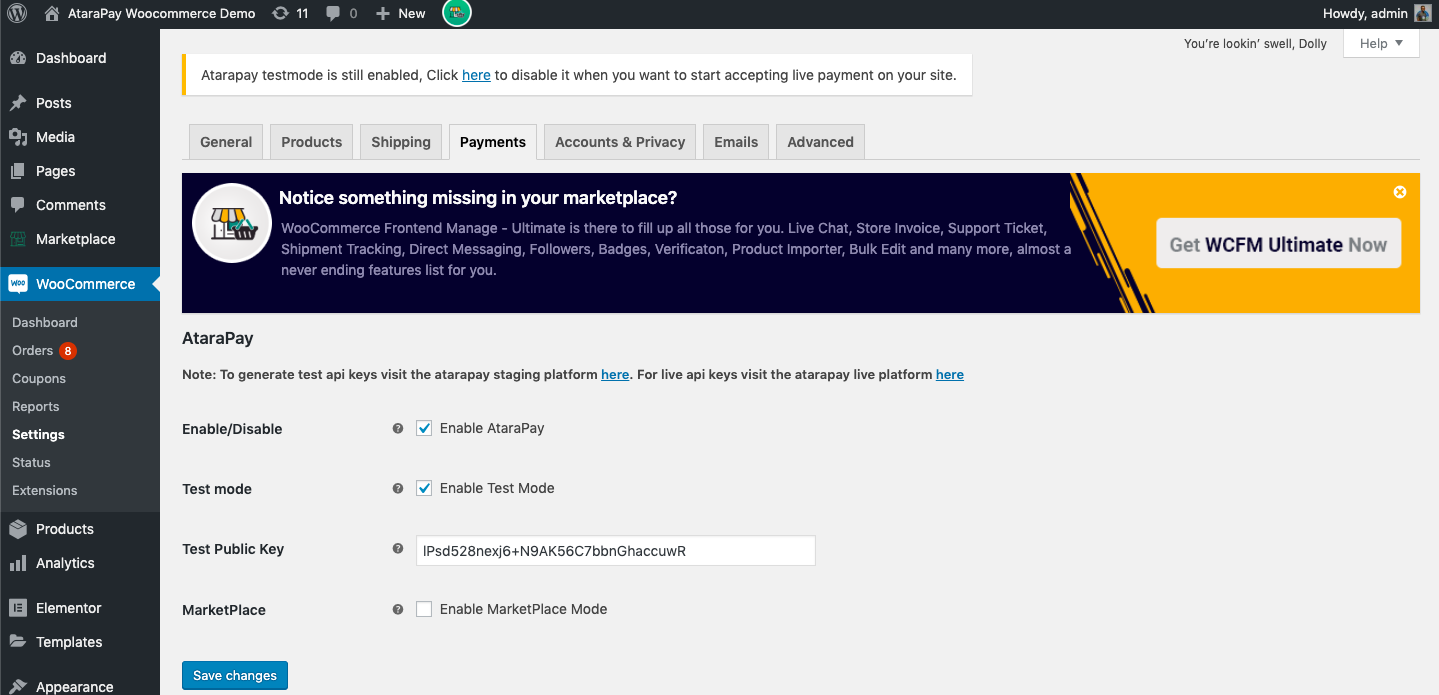 AtaraPay Woocommerce Demo 11 0 New Howdy, admin
You're lookin' swell, Dolly Help
Dashboard
Posts
Media
Pages
Comments
Marketplace
WooCommerce
Dashboard
Orders 8
Coupons
Reports
Settings
Status
Extensions
Products
Analytics
Elementor
Templates
Appearance
Atarapay testmode is still enabled, Click here to disable it when you want to start accepting live payment on your site.
General Products Shipping Payments Accounts & Privacy Emails Advanced
Notice something missing in your marketplace?
WooCommerce Frontend Manage - Ultimate is there to fill up all those for you. Live Chat, Store Invoice, Support Ticket,
Shipment Tracking, Direct Messaging, Followers, Badges, Verificaton, Product Importer, Bulk Edit and many more, almost a
never ending features list for you.
Get WCFM Ultimate Now
AtaraPay
Note: To generate test api keys visit the atarapay staging platform here. For live api keys visit the atarapay live platform here
Enable/Disable Enable AtaraPay
Test mode Enable Test Mode
Test Public Key lPsd528nexj6+N9AK56C7bbnGhaccuwR
MarketPlace Enable MarketPlace Mode
Save changes